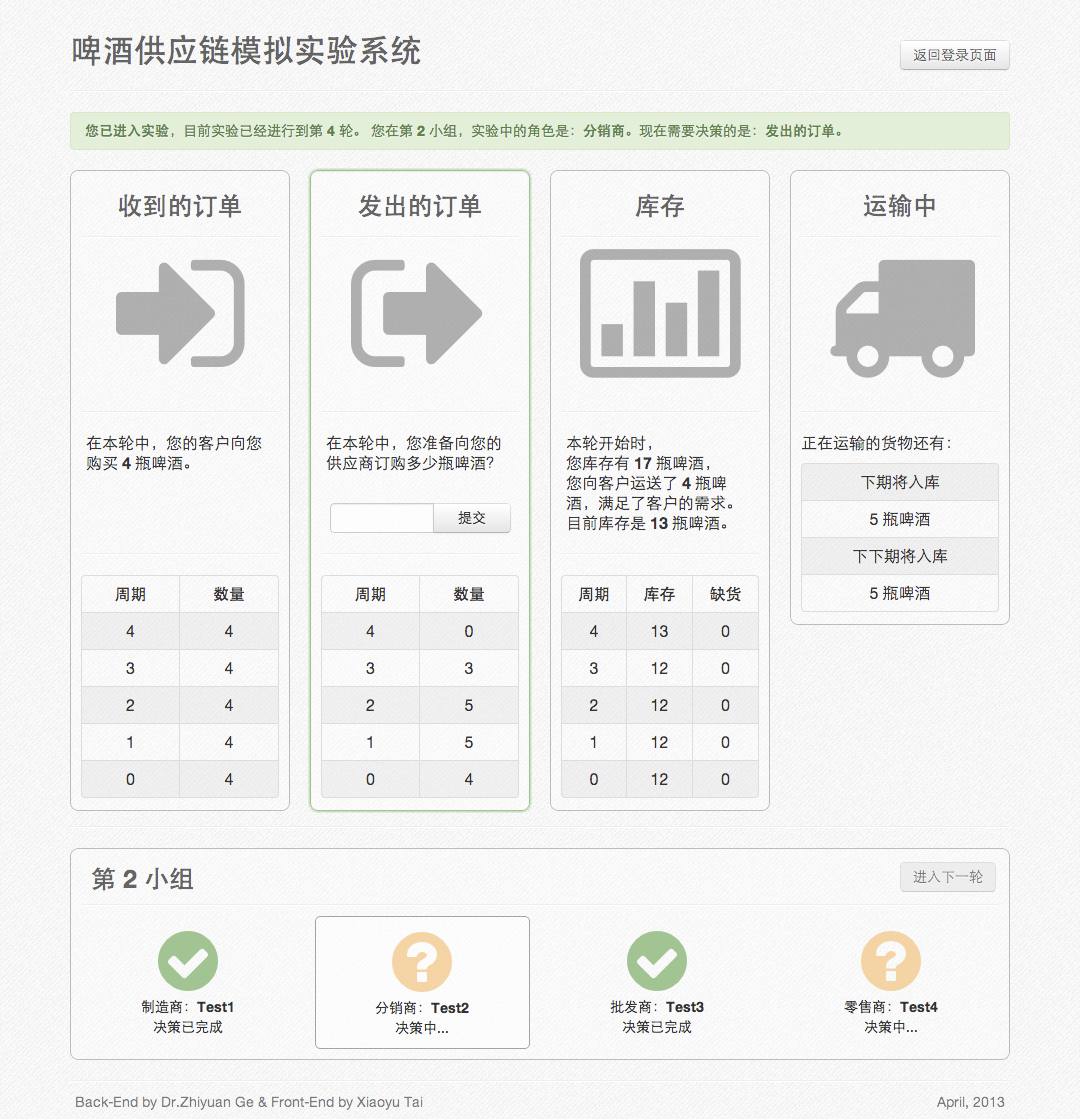 啤酒供应链模拟实验系统
返回登录页面
您已进入实验，目前实验已经进行到第 4 轮。 您在第 2 小组，实验中的角色是：分销商。现在需要决策的是：发出的订单。
收到的订单
在本轮中，您的客户向您
购买 4 瓶啤酒。
周期 数量
4 4
3 4
2 4
1 4
0 4
发出的订单
在本轮中，您准备向您的
供应商订购多少瓶啤酒？
提交
周期 数量
4 0
3 3
2 5
1 5
0 4
库存
本轮开始时，
您库存有 17 瓶啤酒，
您向客户运送了 4 瓶啤
酒，满足了客户的需求。
目前库存是 13 瓶啤酒。
周期 库存 缺货
4 13 0
3 12 0
2 12 0
1 12 0
0 12 0
运输中
正在运输的货物还有：
下期将入库
5 瓶啤酒
下下期将入库
5 瓶啤酒
第 2 小组
进入下一轮
制造商：Test1
决策已完成
分销商：Test2
决策中...
批发商：Test3
决策已完成
零售商：Test4
决策中...
Back-End by Dr.Zhiyuan Ge & Front-End by Xiaoyu Tai
April, 2013